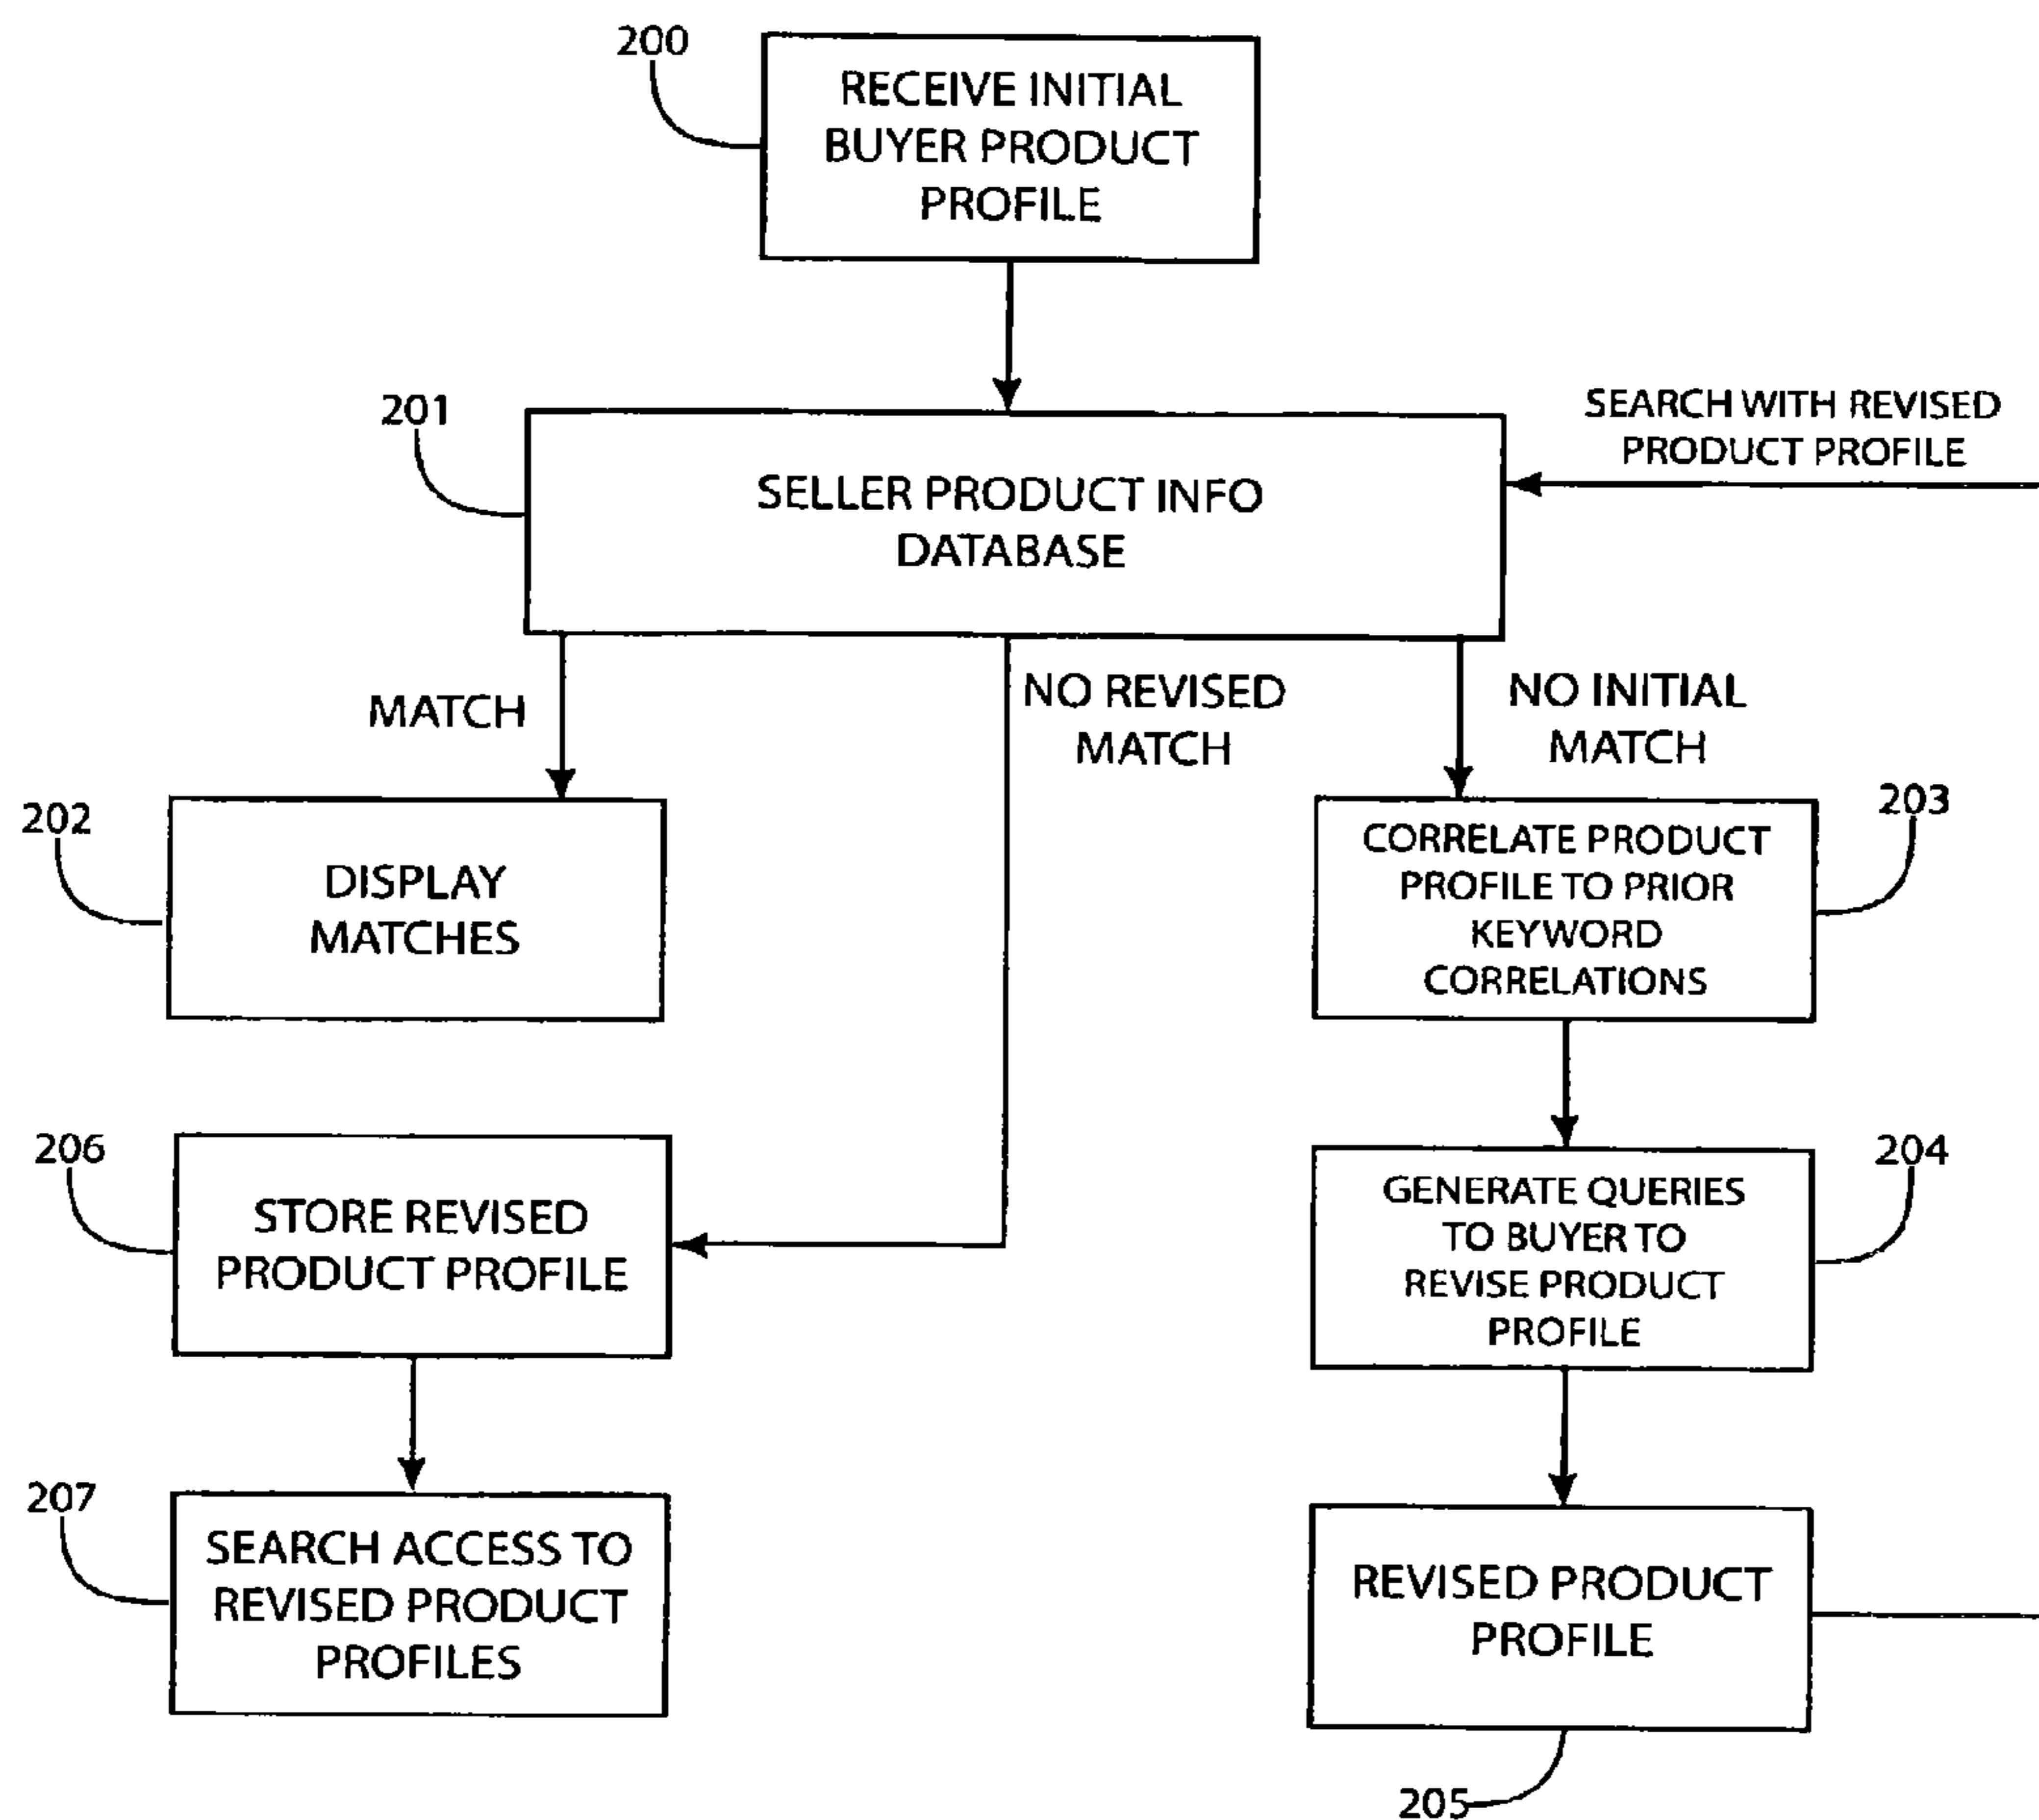 200
RECEIVE INITIAL
BUYER PRODUCT
PROFILE
201
SELLER PRODUCT INFO
DATABASE
SEARCH WITH REVISED
PRODUCT PROFILE
MATCH
NO REVISED
MATCH
NO INITIAL
MATCH
202
DISPLAY
MATCHES
203
CORRELATE PRODUCT
PROFILE TO PRIOR
KEYWORD
CORRELATIONS
206
STORE REVISED
PRODUCT PROFILE
204
GENERATE QUERIES
TO BUYER TO
REVISE PRODUCT
PROFILE
207
SEARCH ACCESS TO
REVISED PRODUCT
PROFILES
REVISED PRODUCT
PROFILE
205